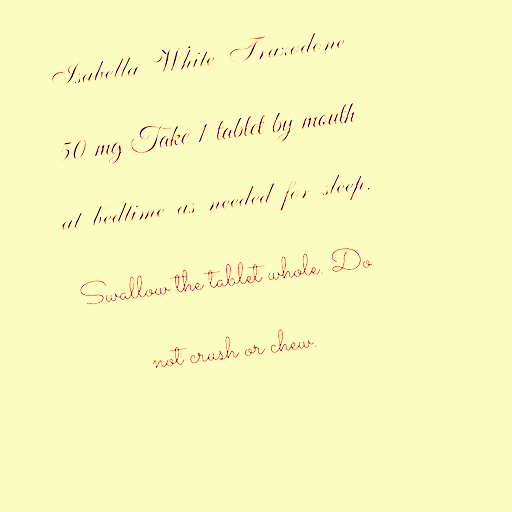 Isabella White Trazodone
50 mg Take 1 tablet by mouth
at bedtime as needed for sleep.
Swallow the tablet whole. Do
not crush or chew.